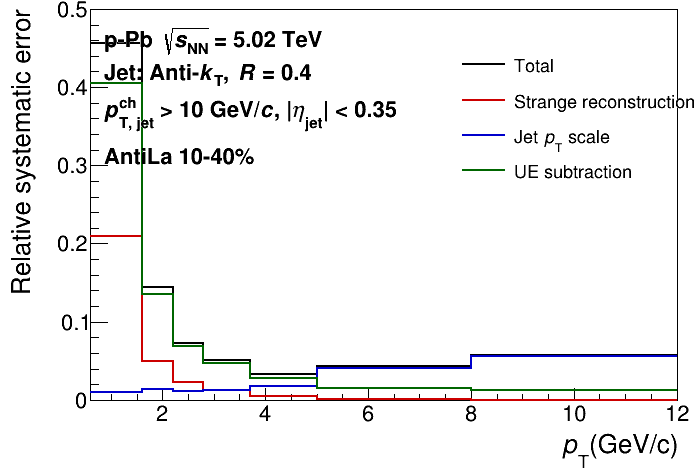 0.5
0.4
0.3
0.2
0.1
0
Relative systematic error
p-Pb √sNN = 5.02 TeV
Jet: Anti-kT, R = 0.4
pT, jet ch > 10 GeV/c, |ηjet| < 0.35
AntiLa 10-40%
Total
Strange reconstruction
Jet pT scale
UE subtraction
2 4 6 8 10 12
pT(GeV/c)